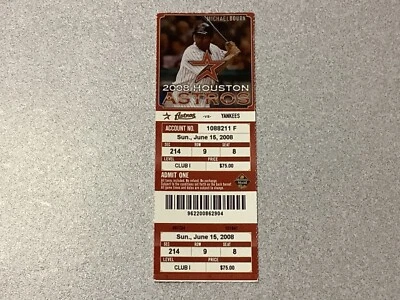 MICHAELBOURN
2008 HOUSTON
ASTROS
Astros -VS- YANKEES
ACCOUNT NO. 1088211 F
Sun., June 15, 2008
SEC ROW SEAT
214 9 8
LEVEL PRICE
CLUB I $75.00
ADMIT ONE
962200862904
Sun., June 15, 2008
SEC ROW SEAT
214 9 8
LEVEL PRICE
CLUB I $75.00